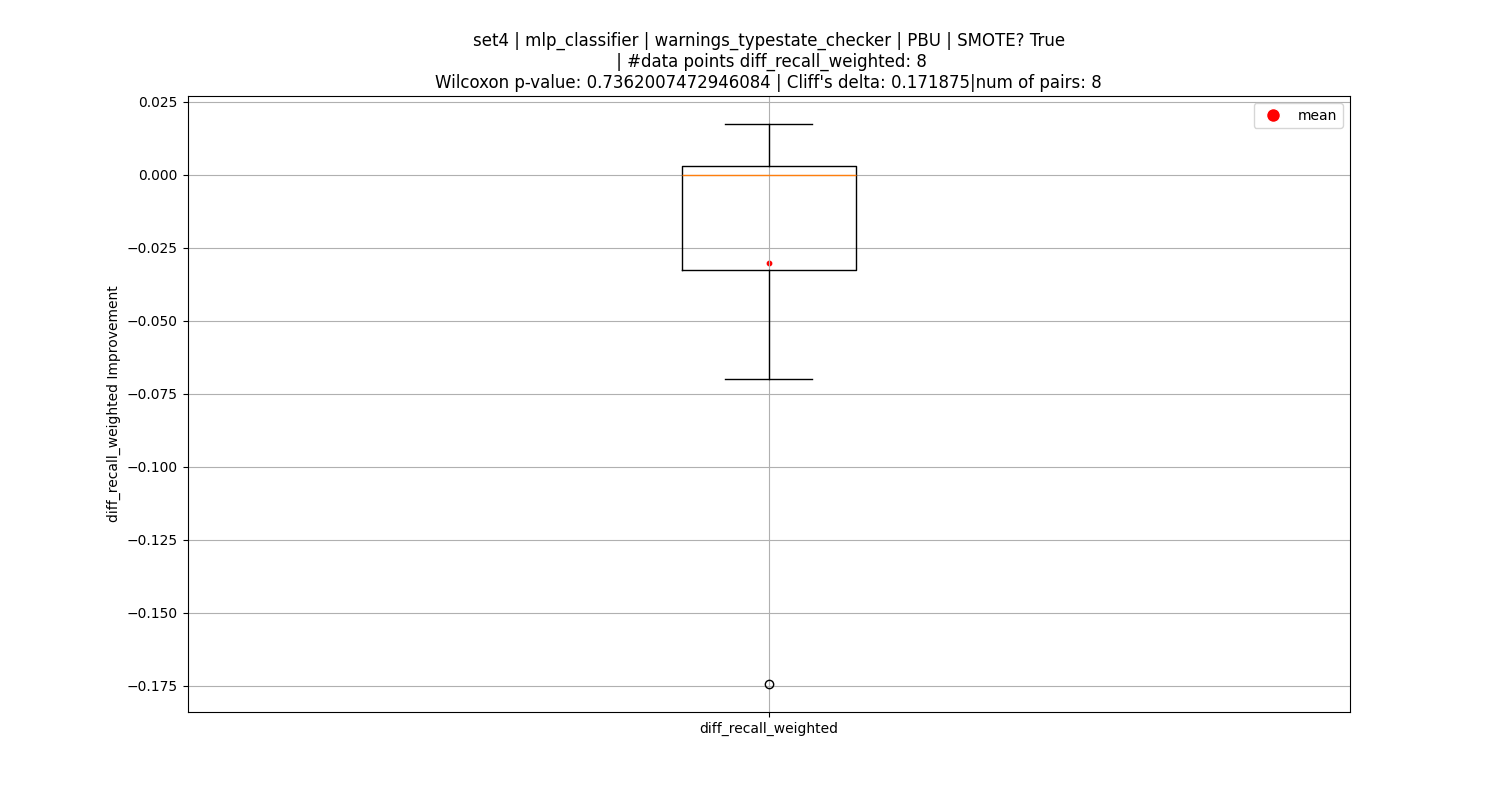 set4 | mlp_classifier | warnings_typestate_checker | PBU | SMOTE? True
| #data points diff_recall_weighted: 8
Wilcoxon p-value: 0.7362007472946084 | Cliff's delta: 0.171875|num of pairs: 8
mean
0.025
0.000
−0.025
−0.050
−0.075
−0.100
−0.125
−0.150
−0.175
diff_recall_weighted Improvement
diff_recall_weighted